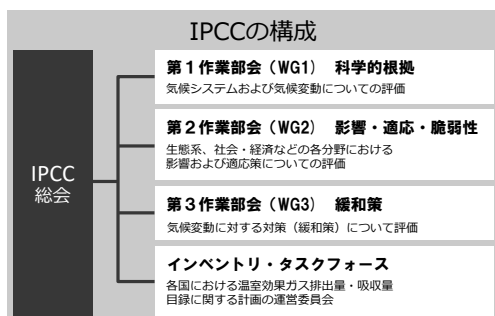 IPCCの構成
IPCC
総会
第１作業部会（WG1） 科学的根拠
気候システムおよび気候変動についての評価
第２作業部会（WG2） 影響・適応・脆弱性
生態系、社会・経済などの各分野における
影響および適応策についての評価
第３作業部会（WG3） 緩和策
気候変動に対する対策（緩和策）について評価
インベントリ・タスクフォース
各国における温室効果ガス排出量・吸収量
目録に関する計画の運営委員会